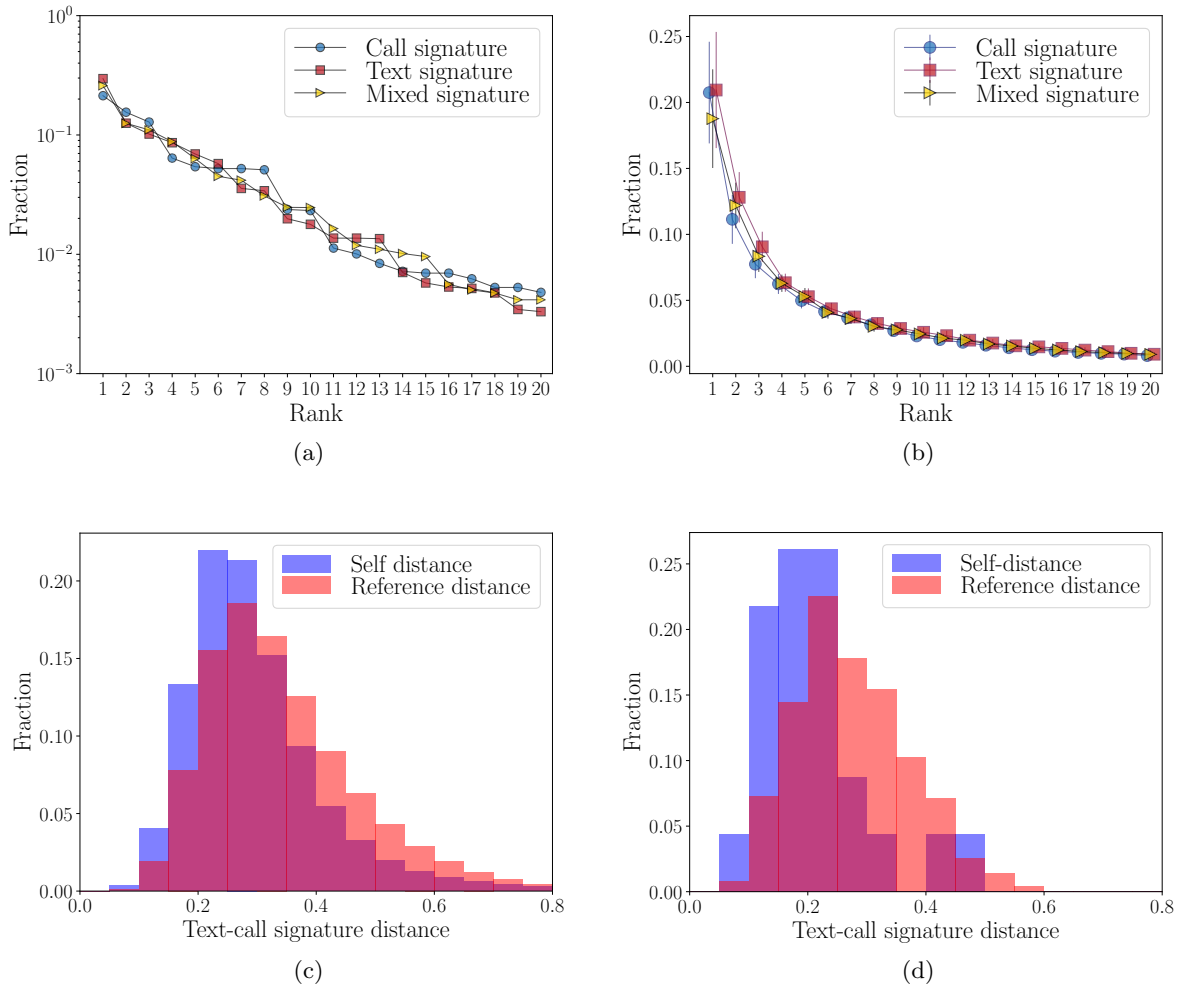 10^0
10^−1
10^−2
10^−3
Fraction
Call signature
Text signature
Mixed signature
1 2 3 4 5 6 7 8 9 10 11 12 13 14 15 16 17 18 19 20
Rank
(a)
0.25
0.20
0.15
0.10
0.05
0.00
Fraction
Call signature
Text signature
Mixed signature
1 2 3 4 5 6 7 8 9 10 11 12 13 14 15 16 17 18 19 20
Rank
(b)
0.20
0.15
0.10
0.05
0.00
Fraction
Self distance
Reference distance
0.0 0.2 0.4 0.6 0.8
Text-call signature distance
(c)
0.25
0.20
0.15
0.10
0.05
0.00
Fraction
Self-distance
Reference distance
0.0 0.2 0.4 0.6 0.8
Text-call signature distance
(d)